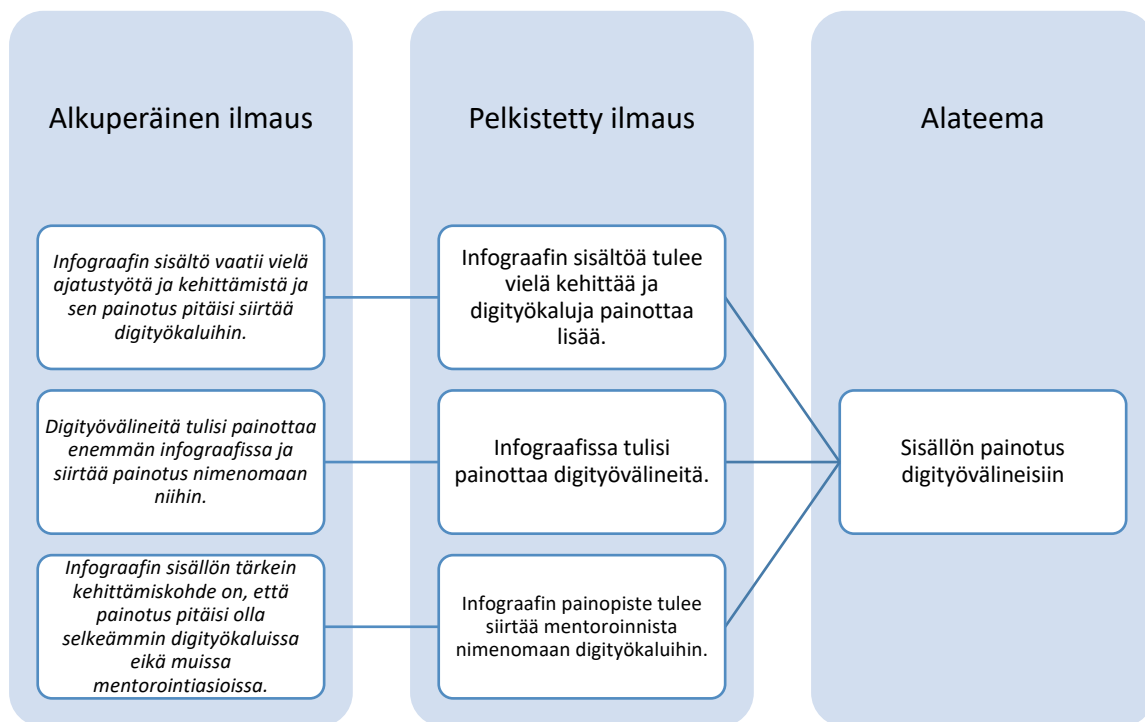 Alkuperäinen ilmaus
Pelkistetty ilmaus
Alateema
Infograafin sisältö vaatii vielä
ajatustyötä ja kehittämistä ja
sen painotus pitäisi siirtää
digityökaluihin.
Infograafin sisältöä tulee
vielä kehittää ja
digityökaluja painottaa
lisää.
Digityövälineitä tulisi painottaa
enemmän infograafissa ja
siirtää painotus nimenomaan
niihin.
Infograafissa tulisi
painottaa digityövälineitä.
Sisällön painotus
digityövälineisiin
Infograafin sisällön tärkein
kehittämiskohde on, että
painotus pitäisi olla
selkeämmin digityökaluissa
eikä muissa
mentorointiasioissa.
Infograafin painopiste tulee
siirtää mentoroinnista
nimenomaan digityökaluihin.